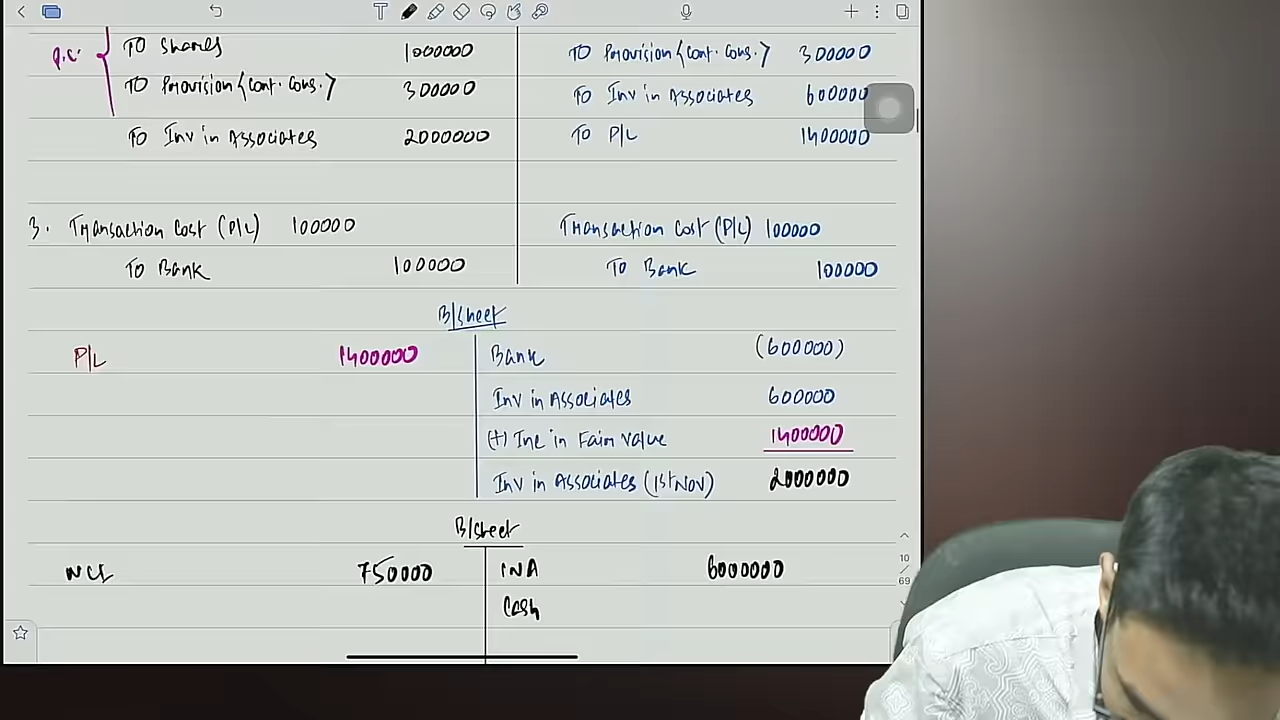 P.C. { TO Shares 1000000 TO Provision {Cont. Cons.} 300000
TO Provision {Cont. Cons.} 300000 TO Inv in Associates 600000
TO Inv in Associates 2000000 TO P/L 1400000
3. Transaction Cost (P/L) 100000 Transaction Cost (P/L) 100000
TO Bank 100000 TO Bank 100000
B/sheet
P/L 1400000 Bank (600000)
Inv in Associates 600000
(+) Inc in Fair value 1400000
Inv in Associates (1st Nov) 2000000
B/sheet
NCI 750000 INA 6000000
Cash
10
/
69